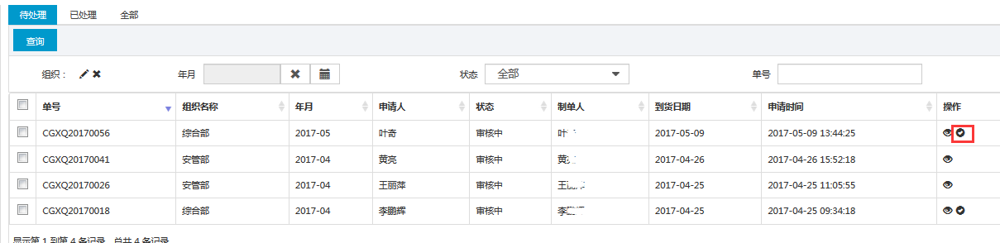 待处理 已处理 全部
查询
组织： 年月 状态 全部 单号
单号 组织名称 年月 申请人 状态 制单人 到货日期 申请时间 操作
CGXQ20170056 综合部 2017-05 叶奇 审核中 叶 2017-05-09 2017-05-09 13:44:25
CGXQ20170041 安管部 2017-04 黄亮 审核中 黄 2017-04-26 2017-04-26 15:52:18
CGXQ20170026 安管部 2017-04 王丽萍 审核中 王 2017-04-25 2017-04-25 11:05:55
CGXQ20170018 综合部 2017-04 李鹏辉 审核中 李 2017-04-25 2017-04-25 09:34:18
显示第 1 到第 4 条记录，总共 4 条记录